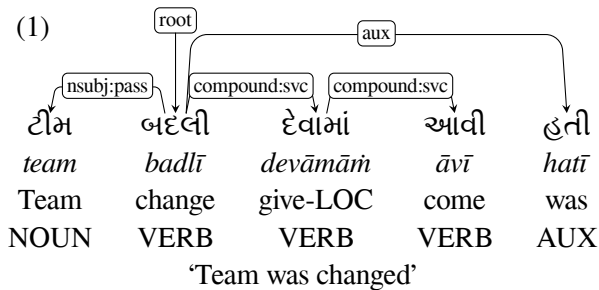 (1)
root
aux
nsubj:pass compound:svc compound:svc
ટીમ બદલી દેવામાં આવી હતી
team badlī devāmāṁ āvī hatī
Team change give-LOC come was
NOUN VERB VERB VERB AUX
‘Team was changed’